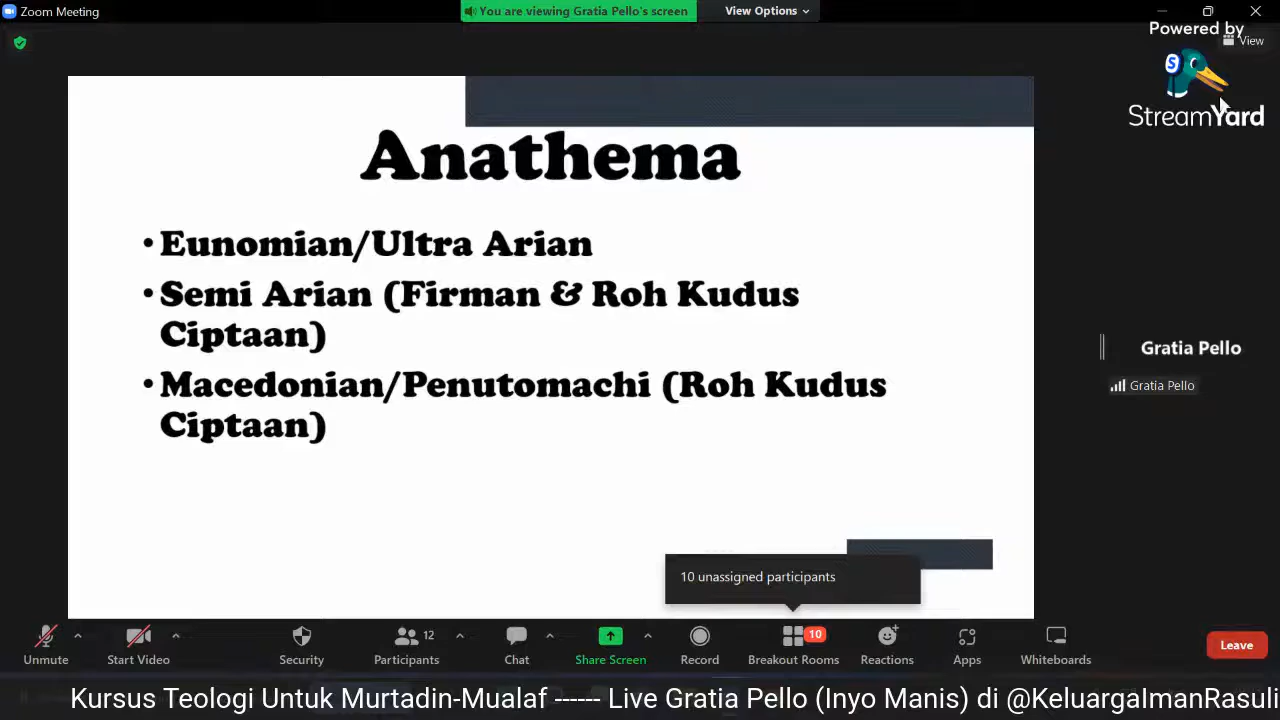 Zoom Meeting
You are viewing Gratia Pello's screen
View Options
Powered by
View
StreamYard
Anathema
• Eunomian/Ultra Arian
• Semi Arian (Firman & Roh Kudus
Ciptaan)
• Macedonian/Penutomachi (Roh Kudus
Ciptaan)
Gratia Pello
Gratia Pello
10 unassigned participants
12
10
Unmute
Start Video
Security
Participants
Chat
Share Screen
Record
Breakout Rooms
Reactions
Apps
Whiteboards
Leave
Kursus Teologi Untuk Murtadin-Mualaf ------ Live Gratia Pello (Inyo Manis) di @KeluargaImanRasuli